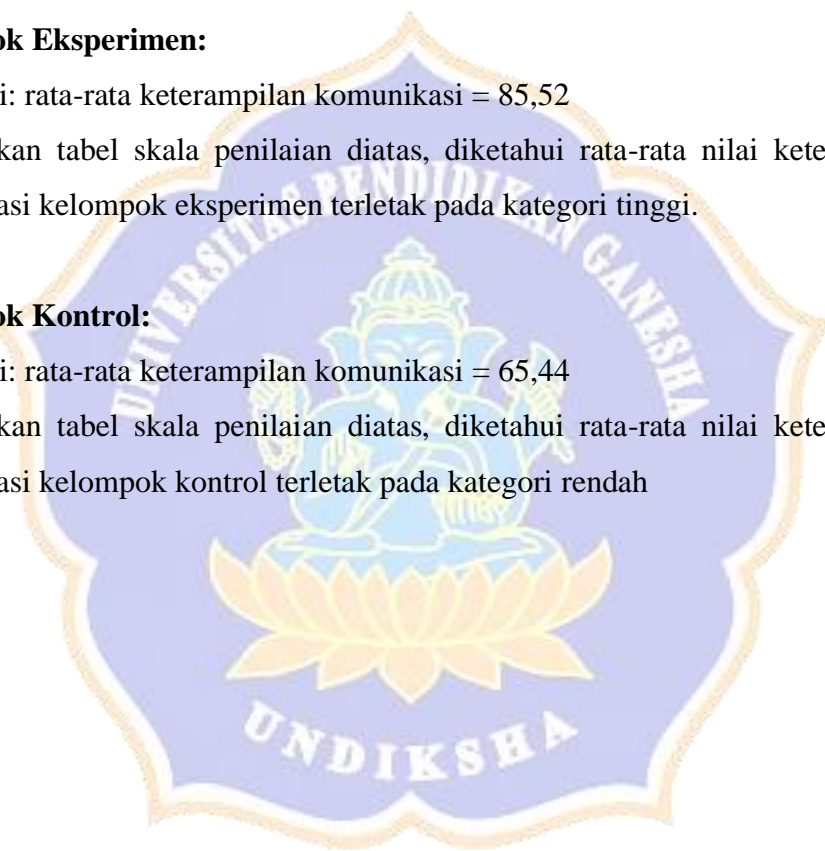 ok Eksperimen:
i: rata-rata keterampilan komunikasi = 85,52
kan tabel skala penilaian diatas, diketahui rata-rata nilai kete
asi kelompok eksperimen terletak pada kategori tinggi.
UNIVERSITAS PENDIDIKAN GANESHA
ok Kontrol:
i: rata-rata keterampilan komunikasi = 65,44
kan tabel skala penilaian diatas, diketahui rata-rata nilai kete
asi kelompok kontrol terletak pada kategori rendah
UNDIKSHA